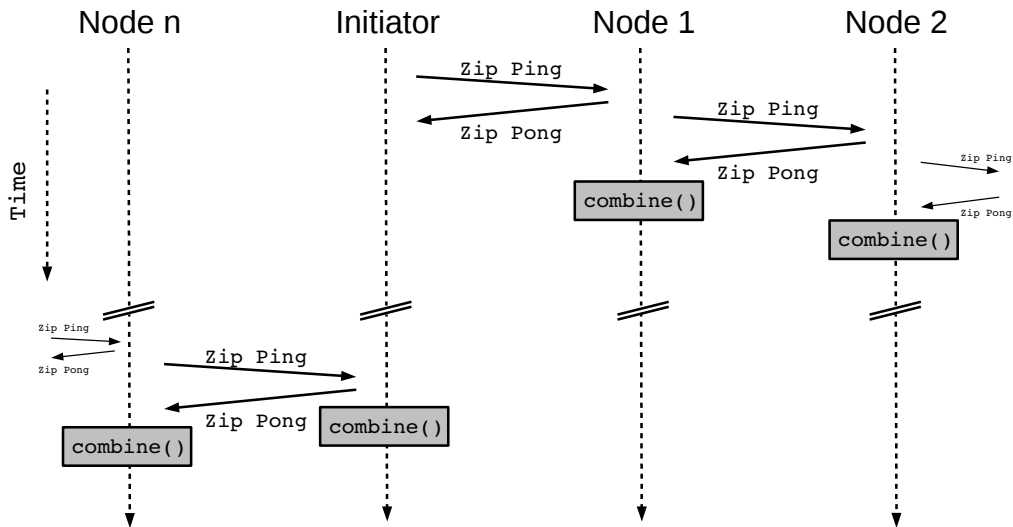 Node n
Initiator
Node 1
Node 2
Zip Ping
Zip Pong
Zip Ping
Zip Pong
Zip Ping
Zip Pong
Time
combine()
combine()
Zip Ping
Zip Pong
Zip Ping
Zip Pong
combine()
combine()